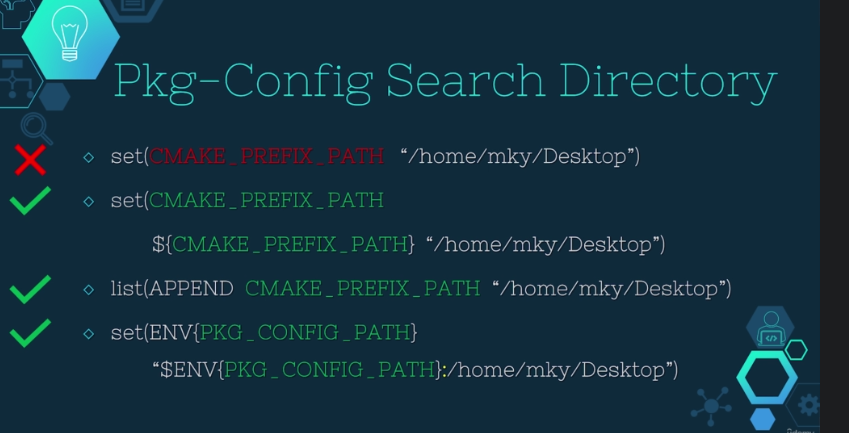 Pkg-Config Search Directory
set(CMAKE_PREFIX_PATH “/home/mky/Desktop”)
set(CMAKE_PREFIX_PATH
${CMAKE_PREFIX_PATH} “/home/mky/Desktop”)
list(APPEND CMAKE_PREFIX_PATH “/home/mky/Desktop”)
set(ENV{PKG_CONFIG_PATH}
“$ENV{PKG_CONFIG_PATH}:/home/mky/Desktop”)